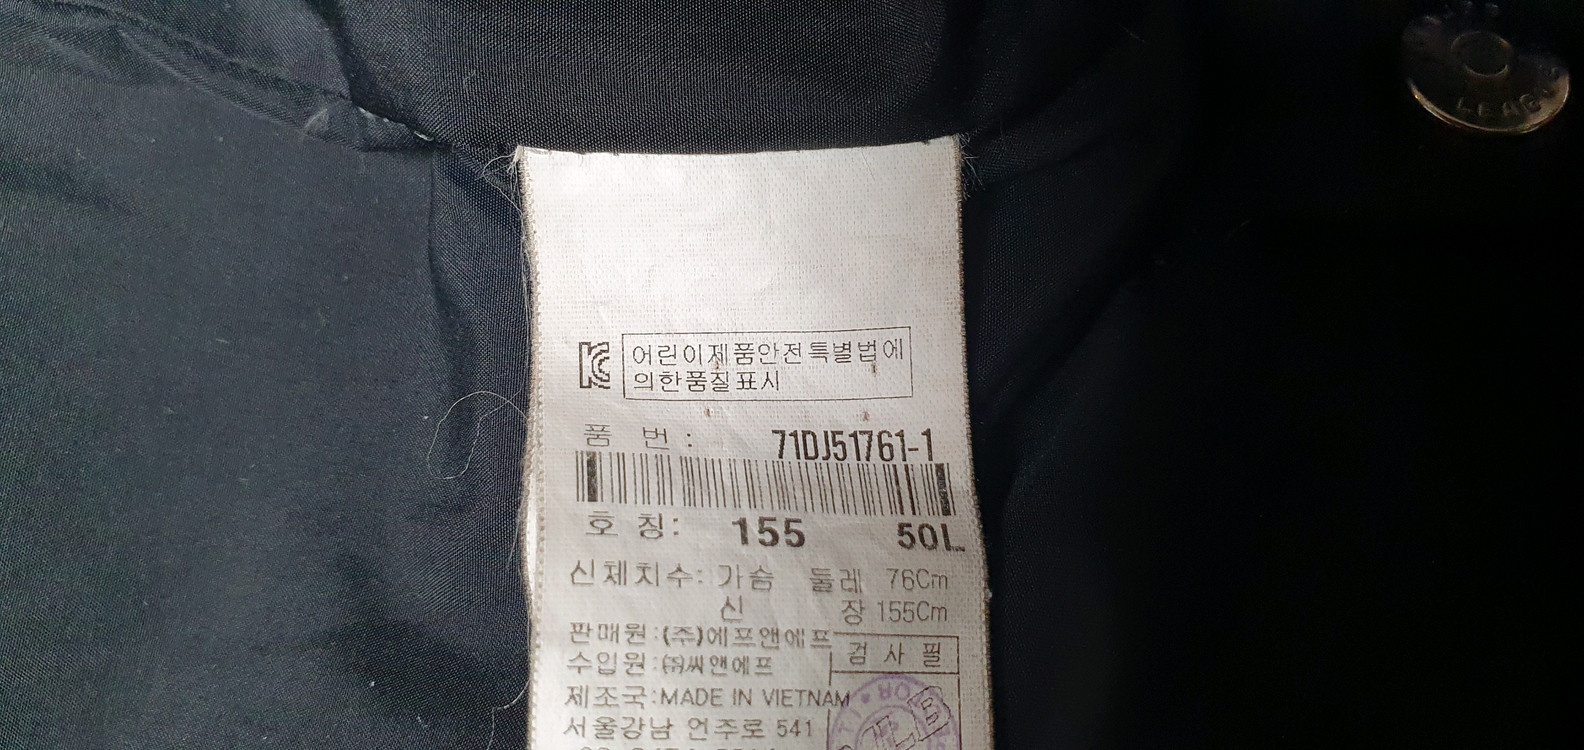 LEAGUE
KC
어린이제품안전특별법에
의한품질표시
품 번 : 71DJ51761-1
호 칭: 155 50L
신체치수: 가슴 둘레 76Cm
신 장 155Cm
판매원:(주)에프앤에프
수입원:㈜씨앤에프
검 사 필
제조국:MADE IN VIETNAM
서울강남 언주로 541